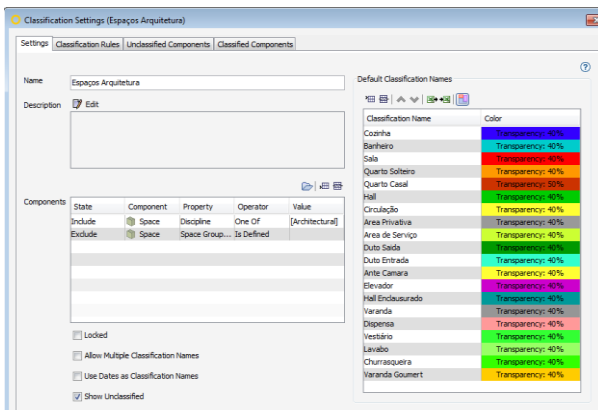 Classification Settings (Espaços Arquitetura)
Settings Classification Rules Unclassified Components Classified Components
Name Espaços Arquitetura
Description Edit
Components
State Component Property Operator Value
Include Space Discipline One Of [Architectural]
Exclude Space Space Group... Is Defined
Locked
Allow Multiple Classification Names
Use Dates as Classification Names
Show Unclassified
Default Classification Names
Classification Name Color
Cozinha Transparency: 40%
Banheiro Transparency: 40%
Sala Transparency: 40%
Quarto Solteiro Transparency: 40%
Quarto Casal Transparency: 50%
Hall Transparency: 40%
Circulação Transparency: 40%
Area Privativa Transparency: 40%
Area de Serviço Transparency: 40%
Duto Saida Transparency: 40%
Duto Entrada Transparency: 40%
Ante Camara Transparency: 40%
Elevador Transparency: 40%
Hall Enclausurado Transparency: 40%
Varanda Transparency: 40%
Dispensa Transparency: 40%
Vestiário Transparency: 40%
Lavabo Transparency: 40%
Churrasqueira Transparency: 40%
Varanda Goumert Transparency: 40%